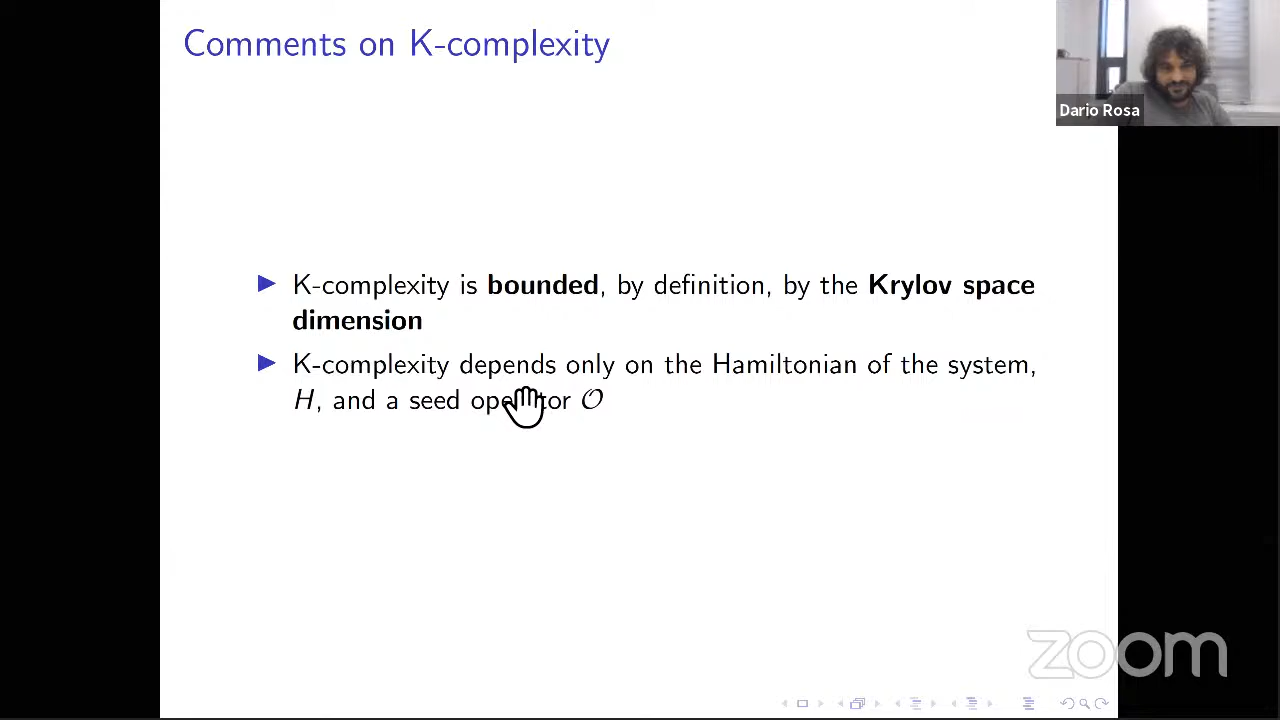 Comments on K-complexity
Dario Rosa
K-complexity is bounded, by definition, by the Krylov space
dimension
K-complexity depends only on the Hamiltonian of the system,
H, and a seed operator O
zoom